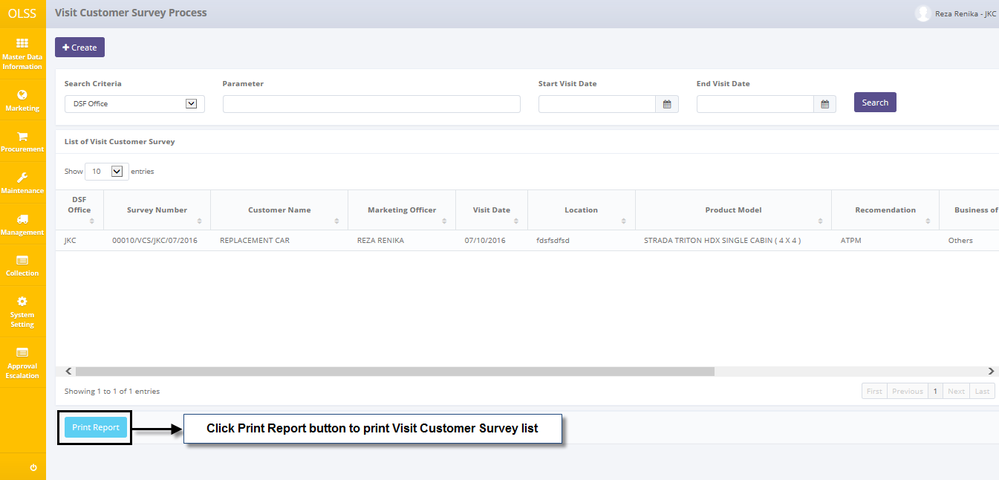 OLSS
Visit Customer Survey Process
Reza Renika - JKC
Master Data
Information
Marketing
Procurement
Maintenance
Management
Collection
System
Setting
Approval
Escalation
Create
Search Criteria
Parameter
Start Visit Date
End Visit Date
DSF Office
Search
List of Visit Customer Survey
Show 10 entries
DSF
Office
Survey Number
Customer Name
Marketing Officer
Visit Date
Location
Product Model
Recomendation
Business of
JKC
00010/VCS/JKC/07/2016
REPLACEMENT CAR
REZA RENIKA
07/10/2016
fdsfsdfsd
STRADA TRITON HDX SINGLE CABIN ( 4 X 4 )
ATPM
Others
Showing 1 to 1 of 1 entries
First Previous 1 Next Last
Print Report
Click Print Report button to print Visit Customer Survey list